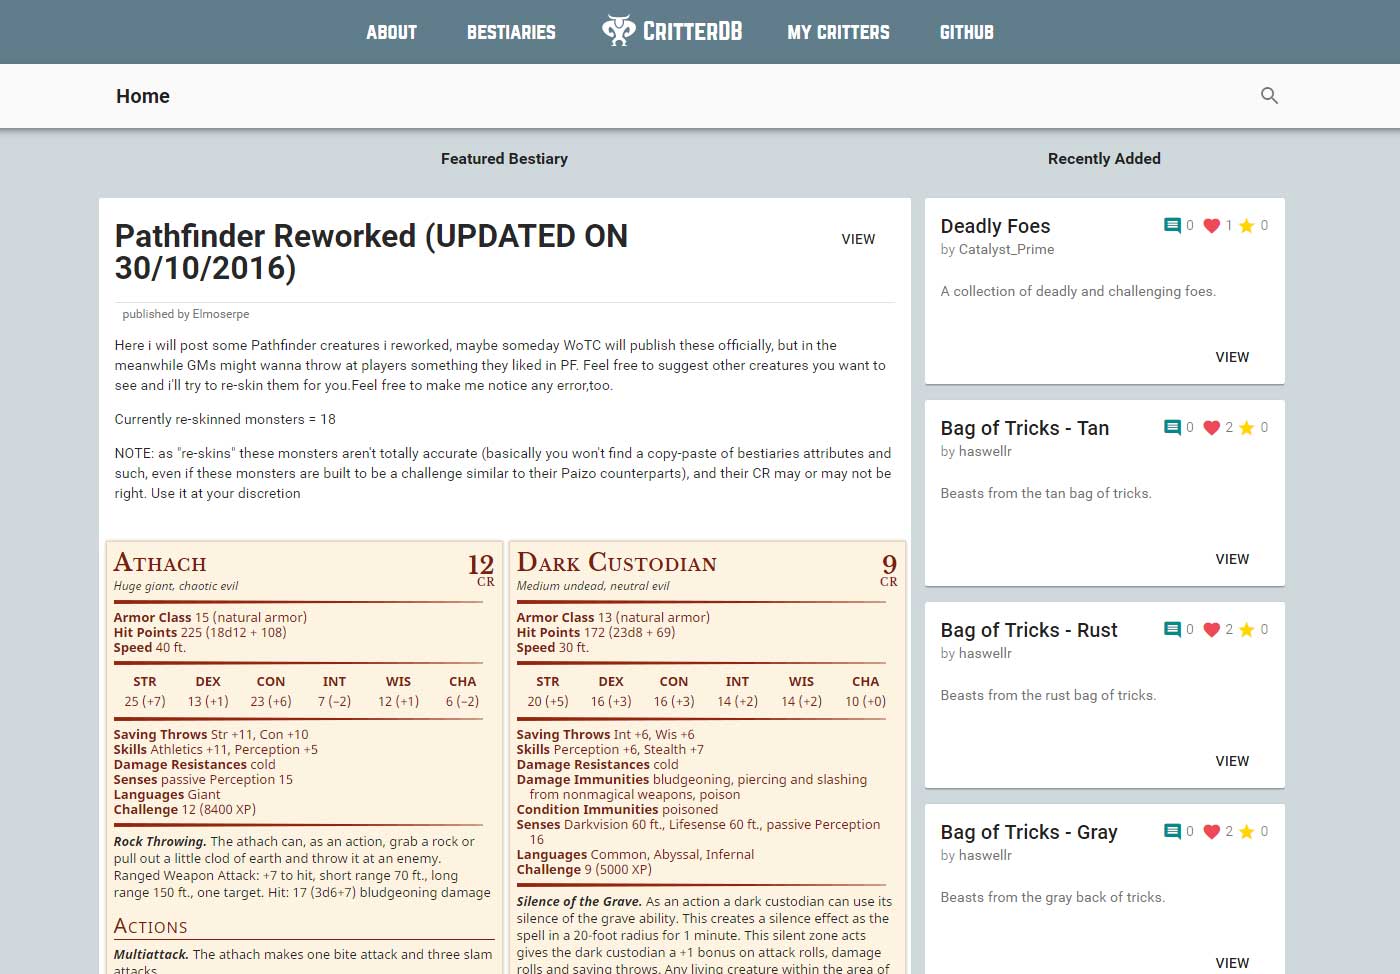 ABOUT
BESTIARIES
CRITTERDB
MY CRITTERS
GITHUB
Home
Featured Bestiary
Recently Added
Pathfinder Reworked (UPDATED ON
30/10/2016)
VIEW
published by Elmoserpe
Here i will post some Pathfinder creatures i reworked, maybe someday WoTC will publish these officially, but in the
meanwhile GMs might wanna throw at players something they liked in PF. Feel free to suggest other creatures you want to
see and i'll try to re-skin them for you.Feel free to make me notice any error,too.
Currently re-skinned monsters = 18
NOTE: as "re-skins" these monsters aren't totally accurate (basically you won't find a copy-paste of bestiaries attributes and
such, even if these monsters are built to be a challenge similar to their Paizo counterparts), and their CR may or may not be
right. Use it at your discretion
ATHACH
12
CR
Huge giant, chaotic evil
Armor Class 15 (natural armor)
Hit Points 225 (18d12 + 108)
Speed 40 ft.
STR DEX CON INT WIS CHA
25 (+7) 13 (+1) 23 (+6) 7 (−2) 12 (+1) 6 (−2)
Saving Throws Str +11, Con +10
Skills Athletics +11, Perception +5
Damage Resistances cold
Senses passive Perception 15
Languages Giant
Challenge 12 (8400 XP)
Rock Throwing. The athach can, as an action, grab a rock or
pull out a little clod of earth and throw it at an enemy.
Ranged Weapon Attack: +7 to hit, short range 70 ft., long
range 150 ft., one target. Hit: 17 (3d6+7) bludgeoning damage
ACTIONS
Multiattack. The athach makes one bite attack and three slam
attacks.
DARK CUSTODIAN
9
CR
Medium undead, neutral evil
Armor Class 13 (natural armor)
Hit Points 172 (23d8 + 69)
Speed 30 ft.
STR DEX CON INT WIS CHA
20 (+5) 16 (+3) 16 (+3) 14 (+2) 14 (+2) 10 (+0)
Saving Throws Int +6, Wis +6
Skills Perception +6, Stealth +7
Damage Resistances cold
Damage Immunities bludgeoning, piercing and slashing
from nonmagical weapons, poison
Condition Immunities poisoned
Senses Darkvision 60 ft., Lifesense 60 ft., passive Perception
16
Languages Common, Abyssal, Infernal
Challenge 9 (5000 XP)
Silence of the Grave. As an action a dark custodian can use its
silence of the grave ability. This creates a silence effect as the
spell in a 20-foot radius for 1 minute. This silent zone acts
gives the dark custodian a +1 bonus on attack rolls, damage
rolls and saving throws. Any living creature within the area of
Deadly Foes
0 1 0
by Catalyst_Prime
A collection of deadly and challenging foes.
VIEW
Bag of Tricks - Tan
0 2 0
by haswellr
Beasts from the tan bag of tricks.
VIEW
Bag of Tricks - Rust
0 2 0
by haswellr
Beasts from the rust bag of tricks.
VIEW
Bag of Tricks - Gray
0 2 0
by haswellr
Beasts from the gray back of tricks.
VIEW